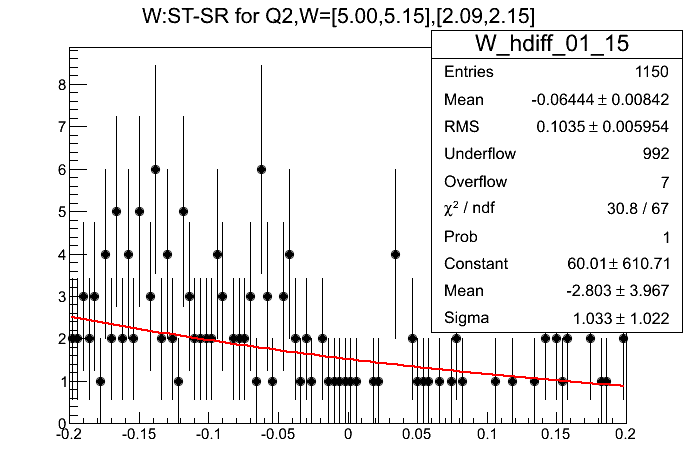 W:ST-SR for Q2,W=[5.00,5.15],[2.09,2.15]
W_hdiff_01_15
Entries 1150
Mean -0.06444 ± 0.00842
RMS 0.1035 ± 0.005954
Underflow 992
Overflow 7
χ² / ndf 30.8 / 67
Prob 1
Constant 60.01 ± 610.71
Mean -2.803 ± 3.967
Sigma 1.033 ± 1.022
8
7
6
5
4
3
2
1
0
-0.2 -0.15 -0.1 -0.05 0 0.05 0.1 0.15 0.2